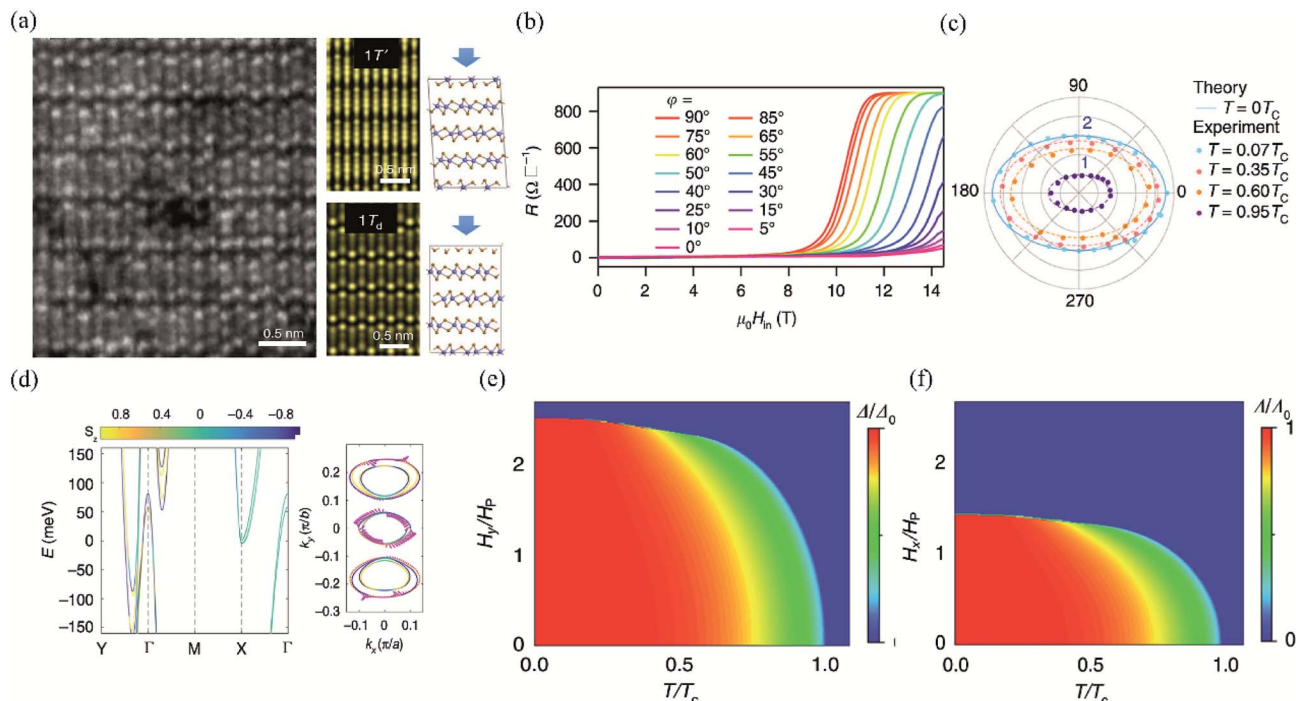 (a)
1T′
0.5 nm
1Td
0.5 nm
0.5 nm
(b)
R (Ω □⁻¹)
800
600
400
200
0
φ =
90° 85°
75° 65°
60° 55°
50° 45°
40° 30°
25° 15°
10° 5°
0°
0 2 4 6 8 10 12 14
μ₀Hin (T)
(c)
90
2
1
180
0
270
Theory
T = 0TC
Experiment
T = 0.07TC
T = 0.35TC
T = 0.60TC
T = 0.95TC
(d)
0.8 0.4 0 −0.4 −0.8
Sz
E (meV)
150
100
50
0
−50
−100
−150
Y Γ M X Γ
ky(π/b)
0.3
0.2
0.1
0
−0.1
−0.2
−0.3
−0.1 0 0.1
kx(π/a)
(e)
Δ/Δ0
0
Hy/HP
2
1
0
0.0 0.5 1.0
T/Tc
(f)
Δ/Δ0
1
0
Hx/HP
2
1
0
0.0 0.5 1.0
T/Tc